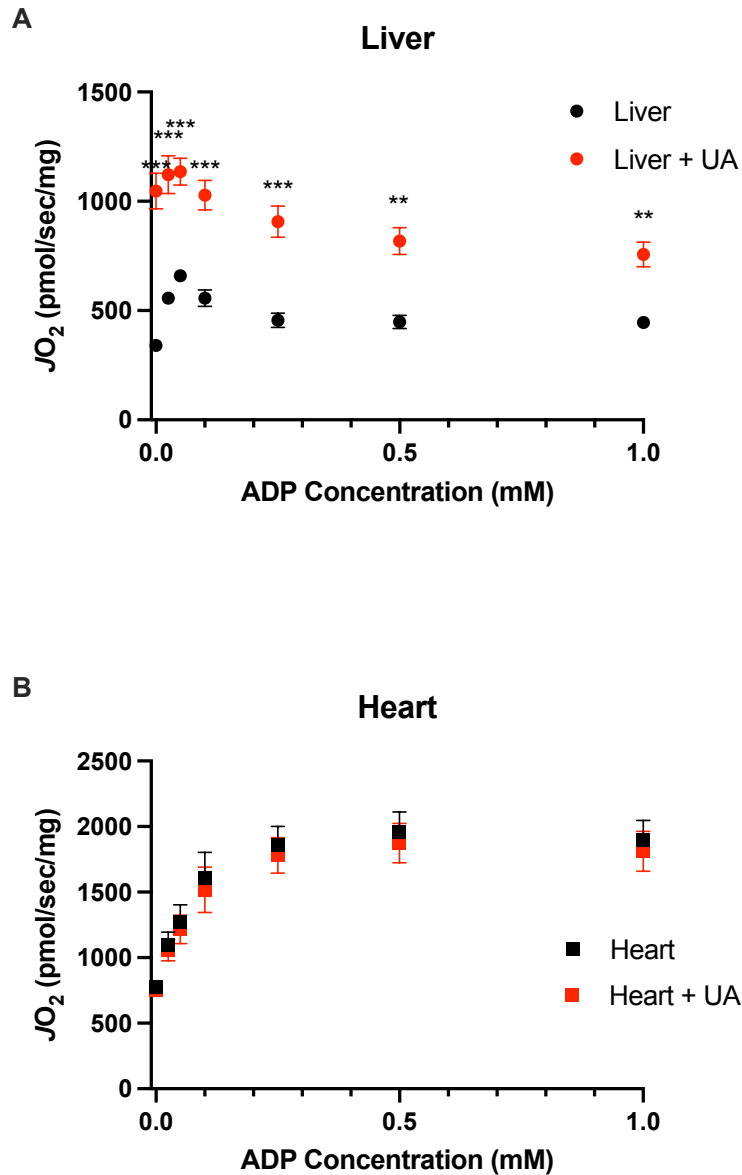 A
Liver
1500
1000
500
0
JO₂ (pmol/sec/mg)
***
***
***
***
***
**
**
Liver
Liver + UA
0.0
0.5
1.0
ADP Concentration (mM)
B
Heart
2500
2000
1500
1000
500
0
JO₂ (pmol/sec/mg)
Heart
Heart + UA
0.0
0.5
1.0
ADP Concentration (mM)